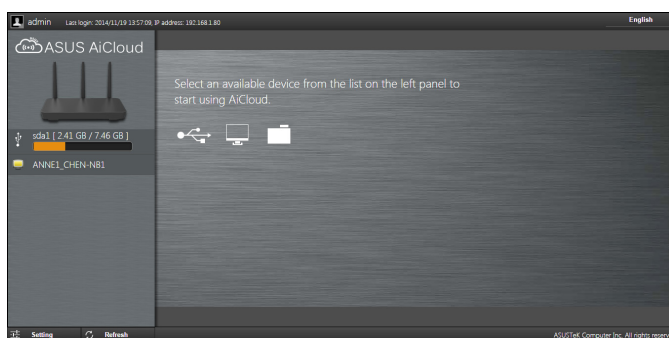 admin Last login: 2014/11/19 13:57:09, IP address: 192.168.1.80 English
ASUS AiCloud
Select an available device from the list on the left panel to
start using AiCloud.
sda1 [ 2.41 GB / 7.46 GB ]
ANNE1_CHEN-NB1
Setting Refresh ASUSTeK Computer Inc. All rights reserv